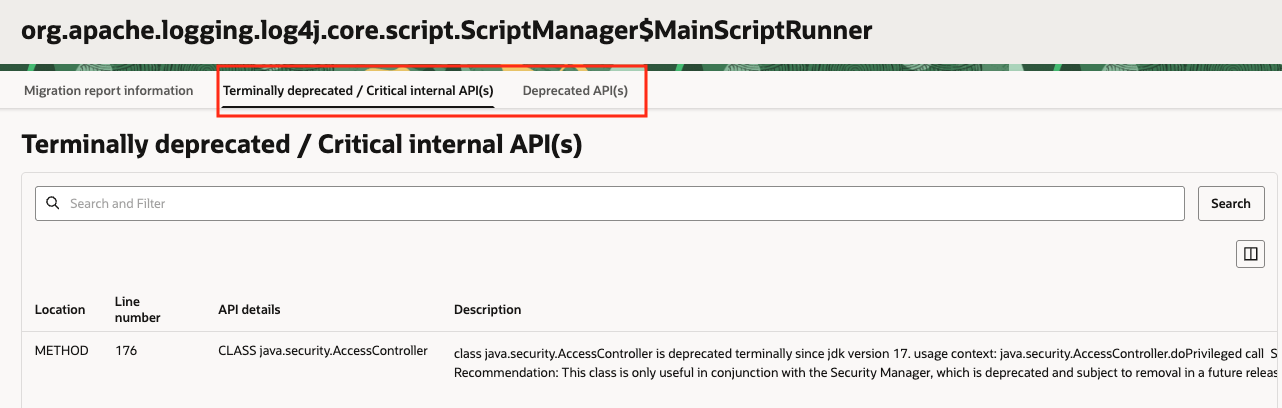 org.apache.logging.log4j.core.script.ScriptManager$MainScriptRunner
Migration report information Terminally deprecated / Critical internal API(s) Deprecated API(s)
Terminally deprecated / Critical internal API(s)
Search and Filter Search
Location Line number API details Description
METHOD 176 CLASS java.security.AccessController class java.security.AccessController is deprecated terminally since jdk version 17. usage context: java.security.AccessController.doPrivileged call S
Recommendation: This class is only useful in conjunction with the Security Manager, which is deprecated and subject to removal in a future releas